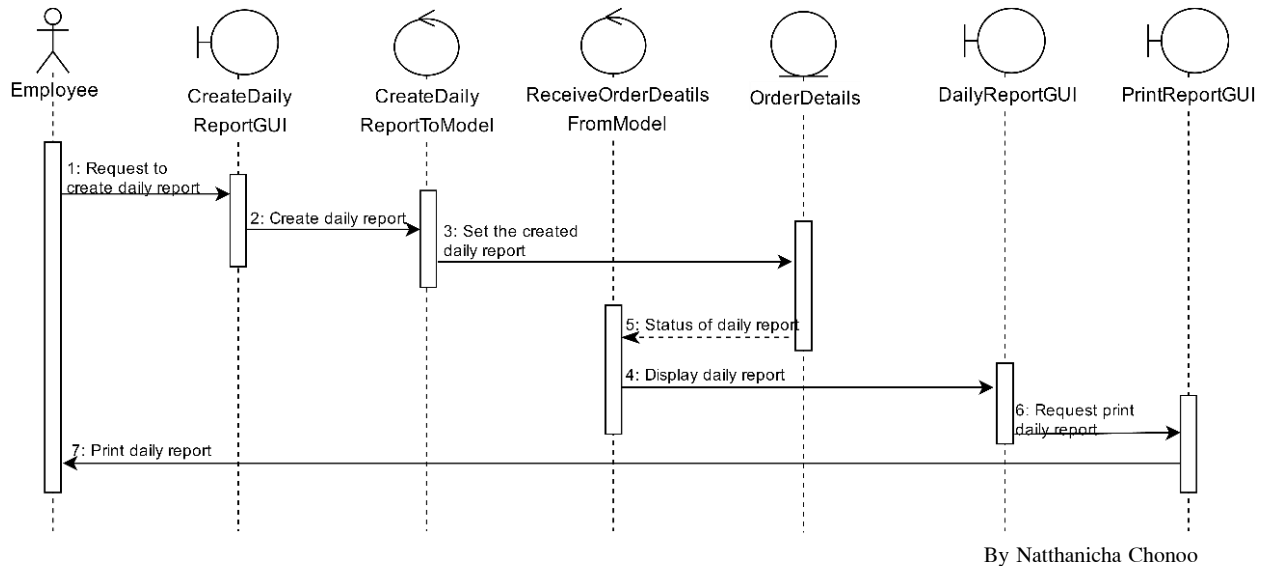 Employee
CreateDaily
ReportGUI
CreateDaily
ReportToModel
ReceiveOrderDeatils
FromModel
OrderDetails
DailyReportGUI
PrintReportGUI
1: Request to
create daily report
2: Create daily report
3: Set the created
daily report
5: Status of daily report
4: Display daily report
6: Request print
daily report
7: Print daily report
By Natthanicha Chonoo